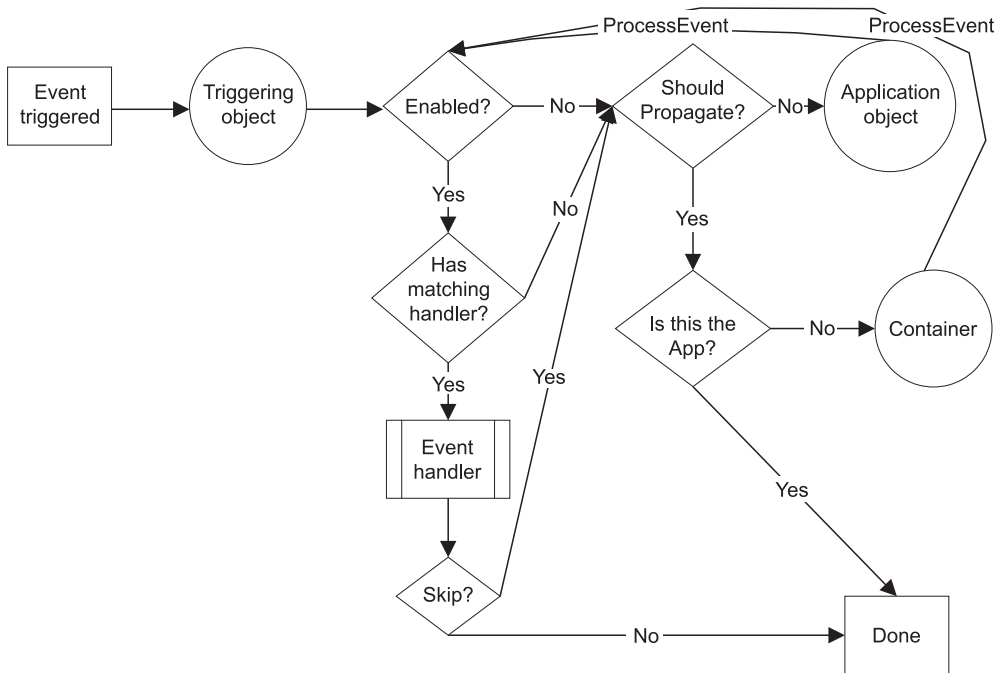 ProcessEvent
ProcessEvent
Event
triggered
Triggering
object
Enabled?
No
Should
Propagate?
No
Application
object
Yes
No
Yes
Has
matching
handler?
Is this the
App?
No
Container
Yes
Yes
Event
handler
Yes
Skip?
No
Done